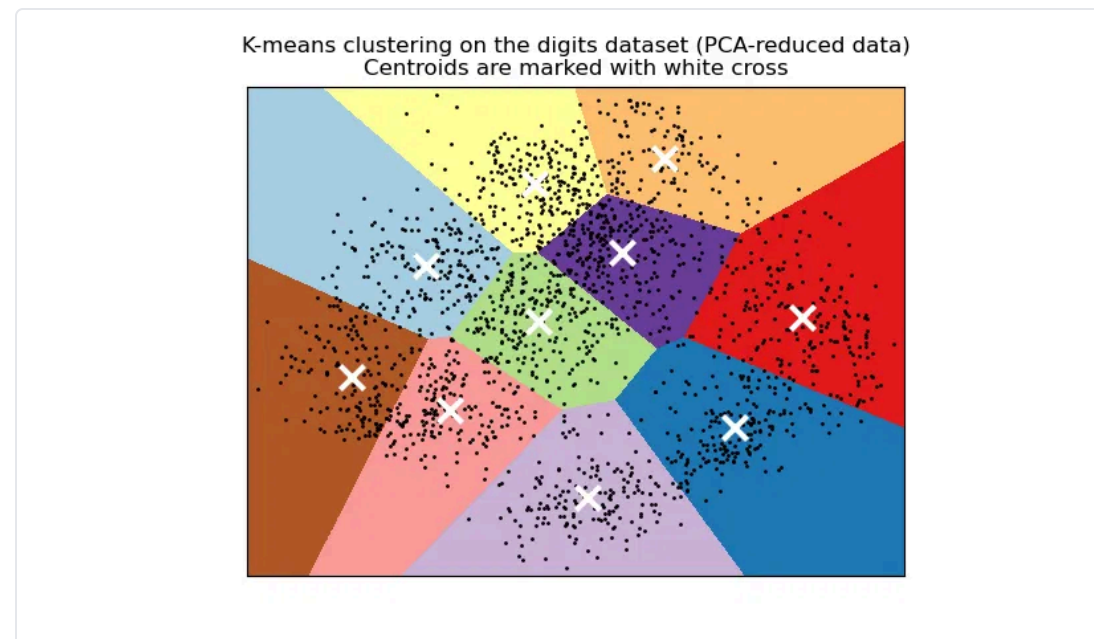 K-means clustering on the digits dataset (PCA-reduced data)
Centroids are marked with white cross